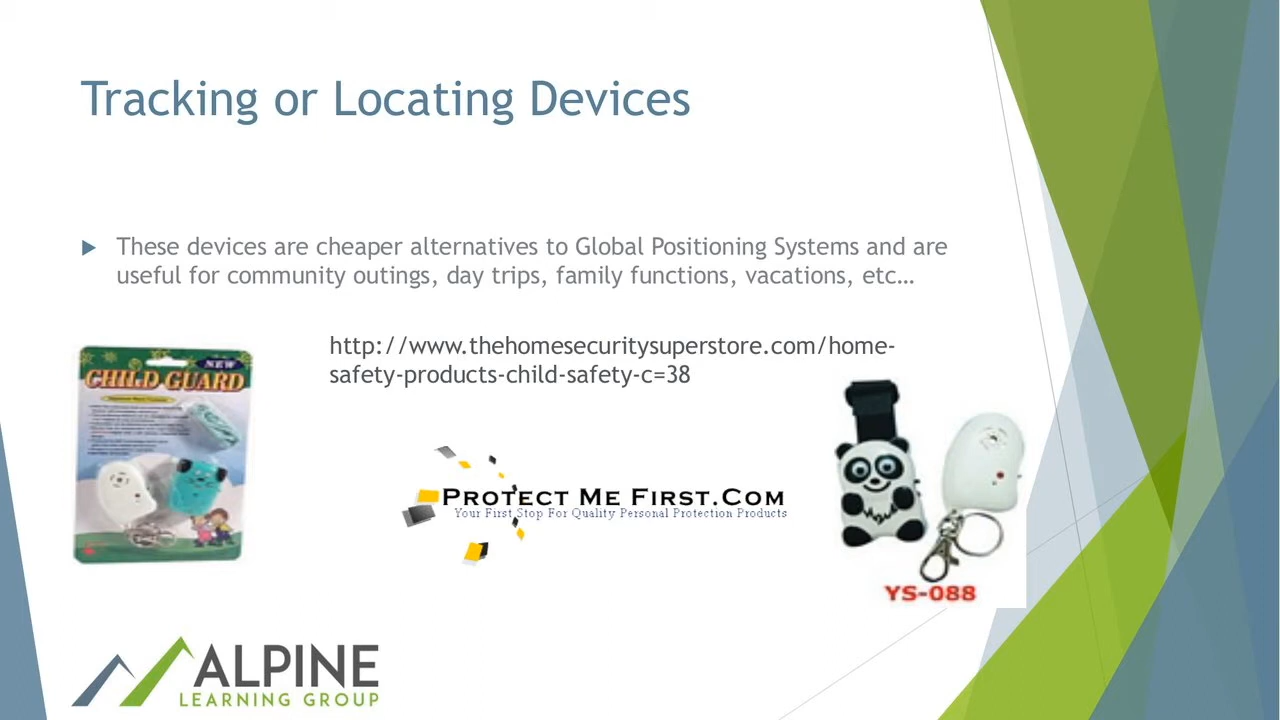 Tracking or Locating Devices
These devices are cheaper alternatives to Global Positioning Systems and are
useful for community outings, day trips, family functions, vacations, etc…
http://www.thehomesecuritysuperstore.com/home-
safety-products-child-safety-c=38
NEW
CHILD GUARD
PROTECT ME FIRST.COM
Your First Stop For Quality Personal Protection Products
YS-088
ALPINE
LEARNING GROUP